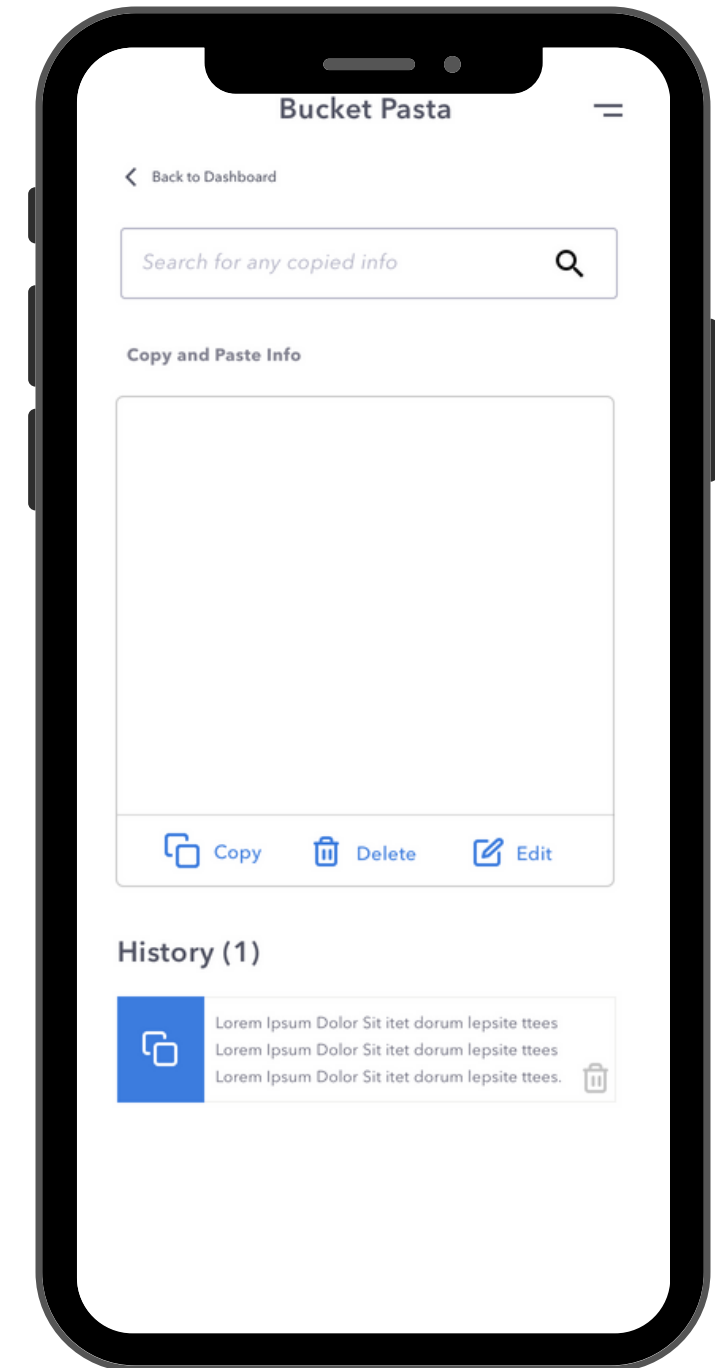 Bucket Pasta
Back to Dashboard
Search for any copied info
Copy and Paste Info
Copy
Delete
Edit
History (1)
Lorem Ipsum Dolor Sit itet dorum lepsite ttees
Lorem Ipsum Dolor Sit itet dorum lepsite ttees
Lorem Ipsum Dolor Sit itet dorum lepsite ttees.